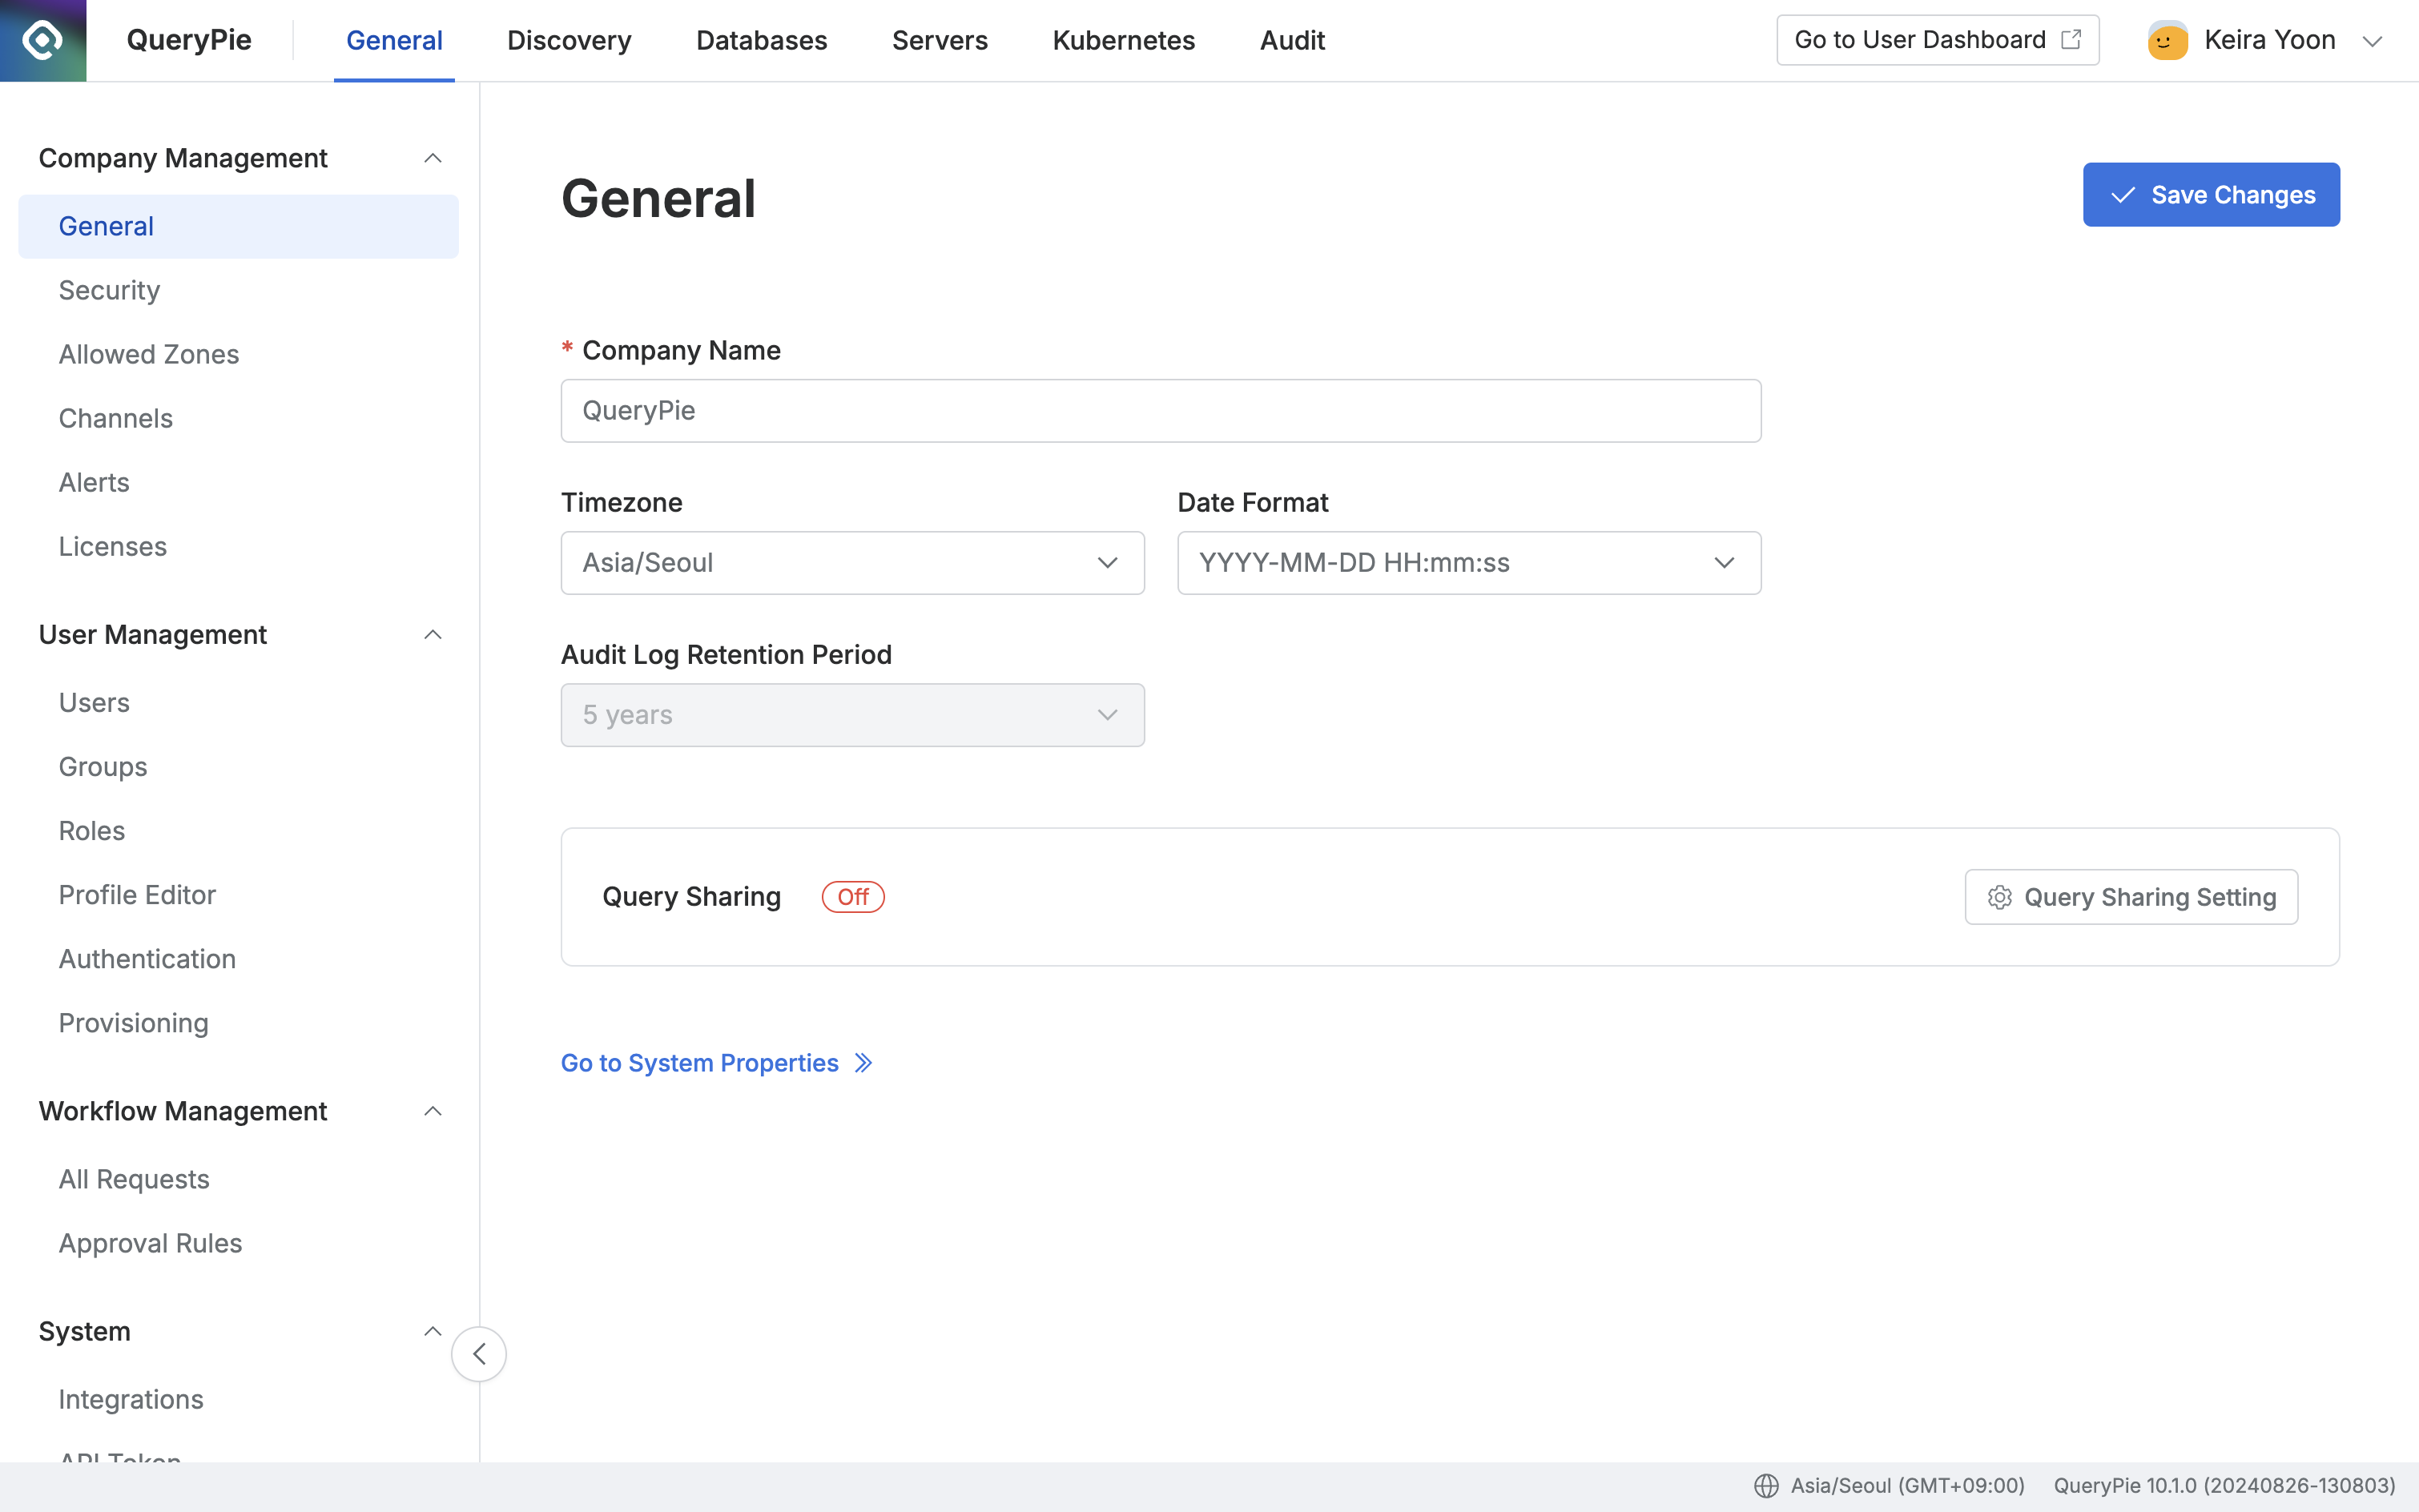 QueryPie
General
Discovery
Databases
Servers
Kubernetes
Audit
Go to User Dashboard
Keira Yoon
Company Management
General
Security
Allowed Zones
Channels
Alerts
Licenses
User Management
Users
Groups
Roles
Profile Editor
Authentication
Provisioning
Workflow Management
All Requests
Approval Rules
System
Integrations
API Token
General
Save Changes
* Company Name
QueryPie
Timezone
Date Format
Asia/Seoul
YYYY-MM-DD HH:mm:ss
Audit Log Retention Period
5 years
Query Sharing
Off
Query Sharing Setting
Go to System Properties
Asia/Seoul (GMT+09:00)
QueryPie 10.1.0 (20240826-130803)